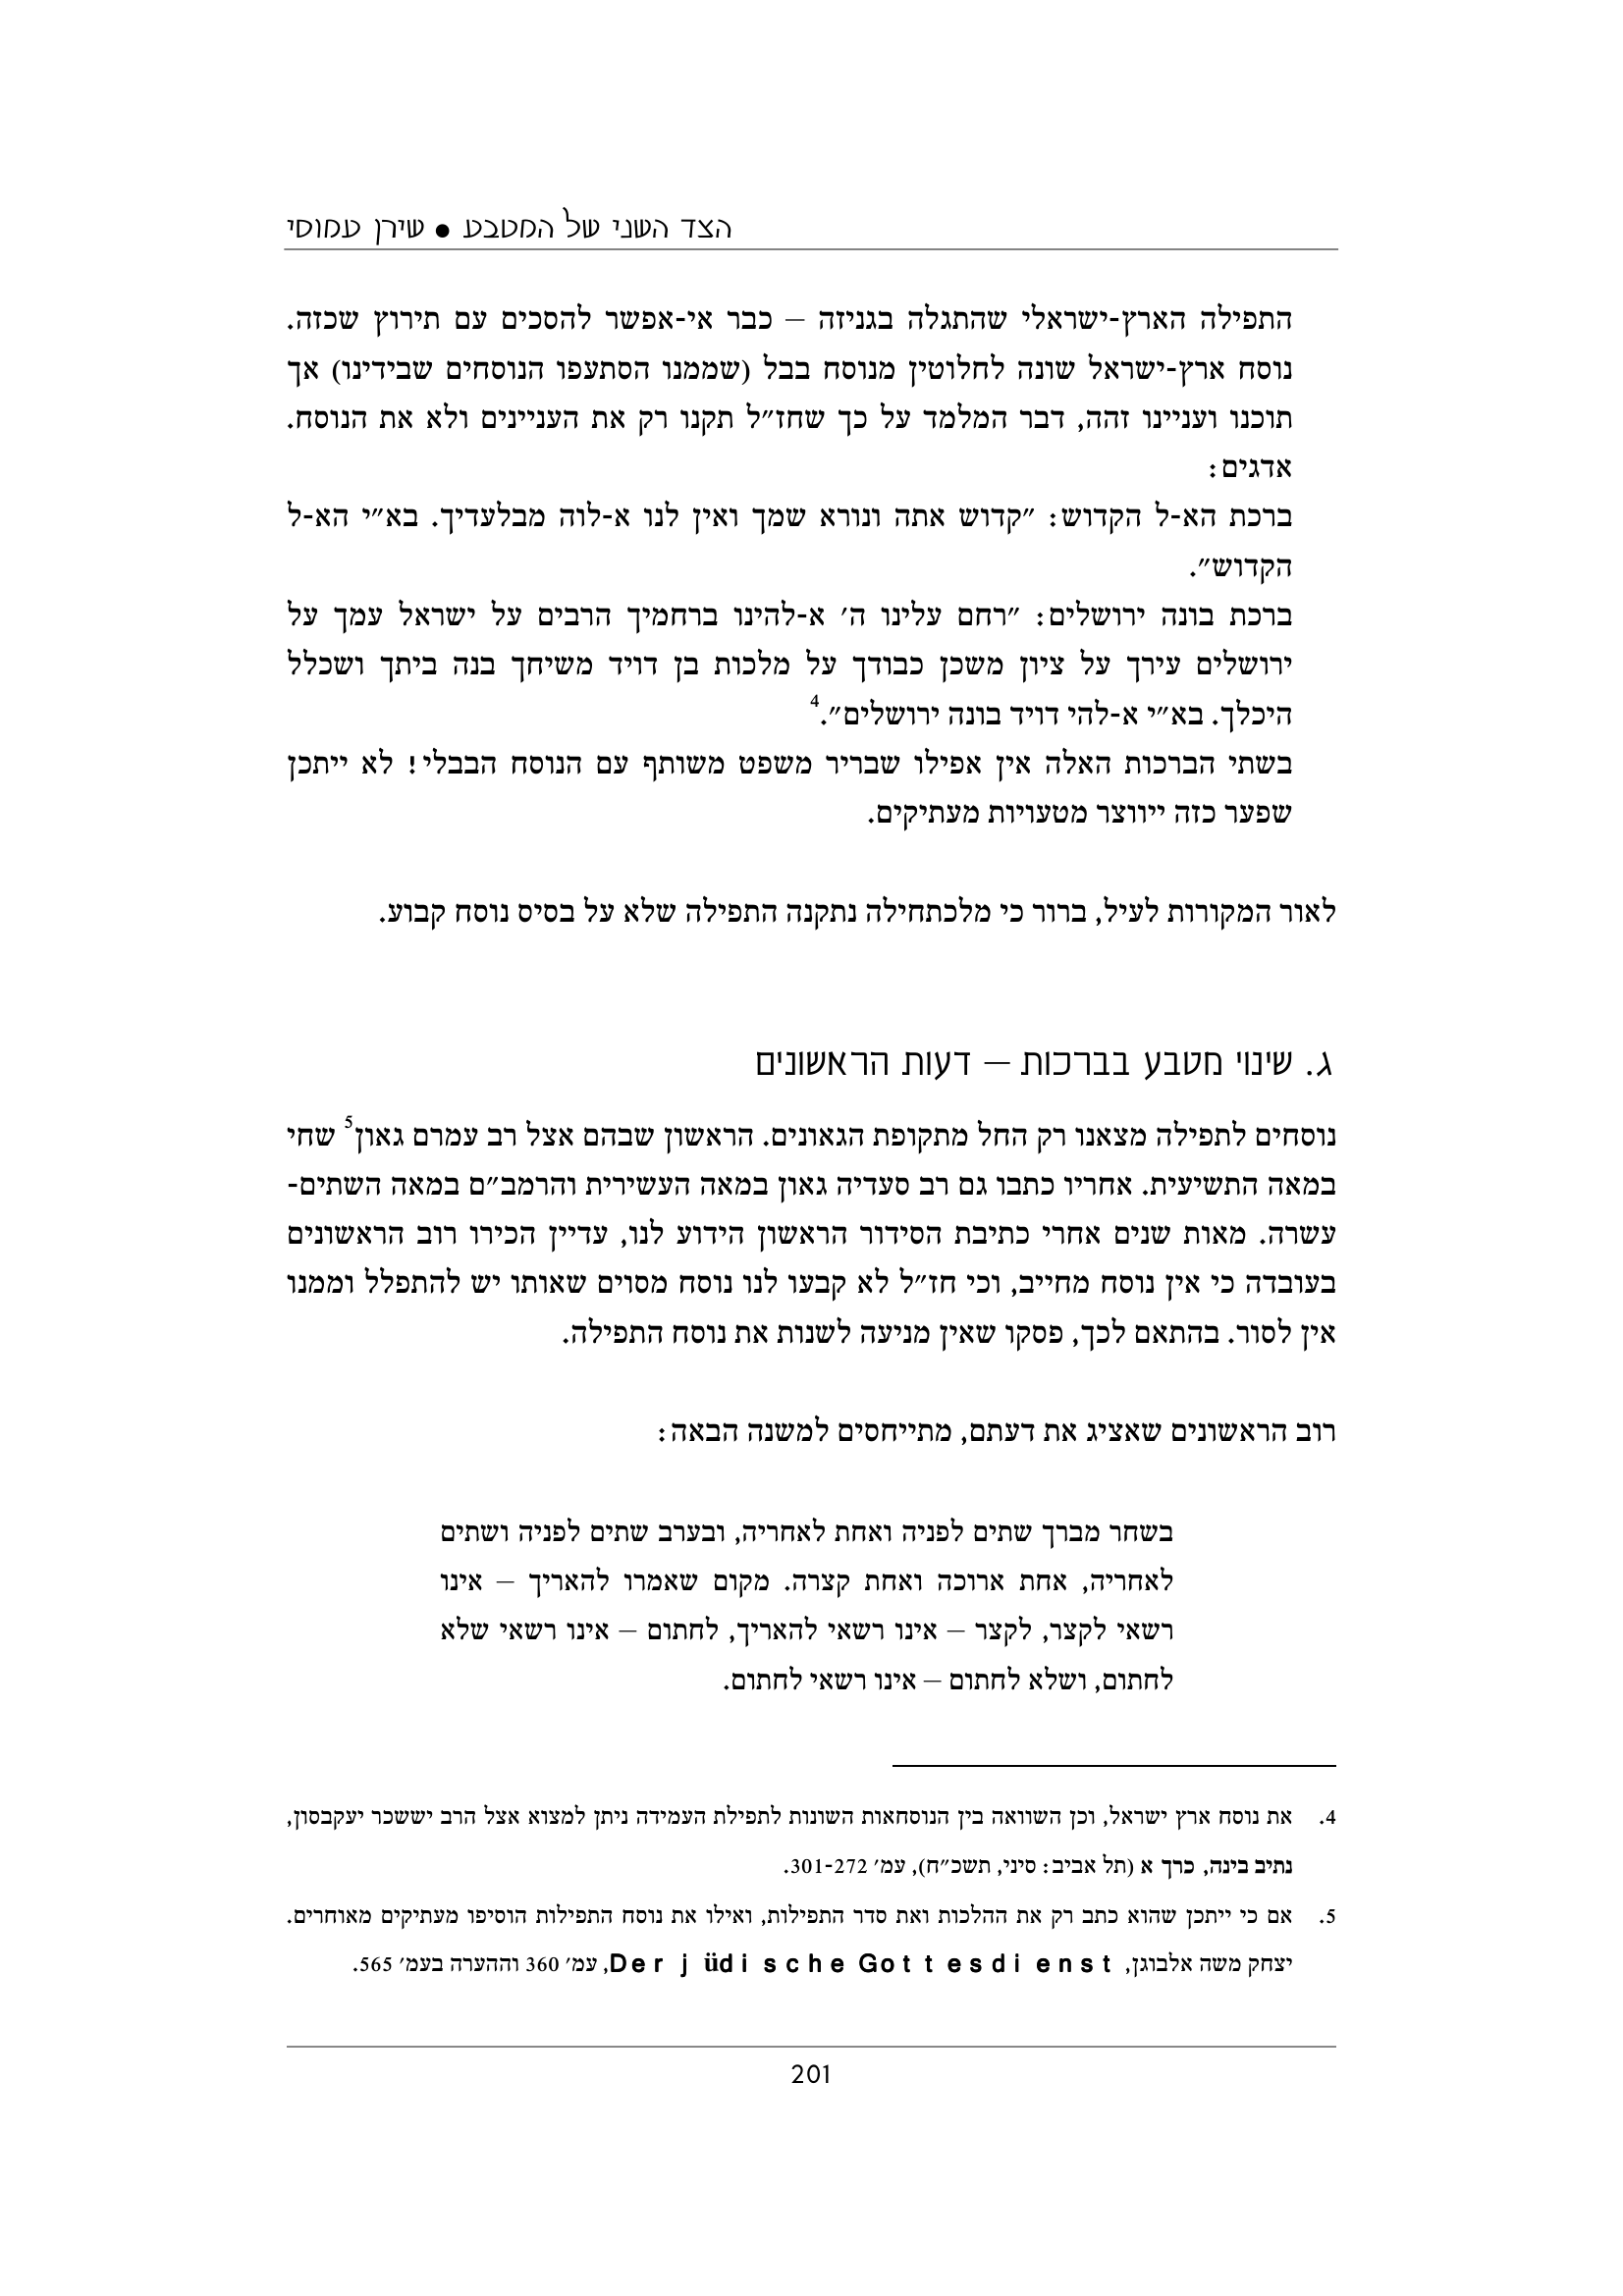 הצד השני של המטבע ● שירן עמוסי
התפילה הארץ-ישראלי שהתגלה בגניזה – כבר אי-אפשר להסכים עם תירוץ שכזה.
נוסח ארץ-ישראל שונה לחלוטין מנוסח בבל (שממנו הסתעפו הנוסחים שבידינו) אך
תוכנו ועניינו זהה, דבר המלמד על כך שחז״ל תקנו רק את העניינים ולא את הנוסח.
אדגים:
ברכת הא-ל הקדוש: ״קדוש אתה ונורא שמך ואין לנו א-לוה מבלעדיך. בא״י הא-ל
הקדוש״.
ברכת בונה ירושלים: ״רחם עלינו ה׳ א-להינו ברחמיך הרבים על ישראל עמך על
ירושלים עירך על ציון משכן כבודך על מלכות בן דויד משיחך בנה ביתך ושכלל
היכלך. בא״י א-להי דויד בונה ירושלים״.4
בשתי הברכות האלה אין אפילו שבריר משפט משותף עם הנוסח הבבלי! לא ייתכן
שפער כזה ייווצר מטעויות מעתיקים.
לאור המקורות לעיל, ברור כי מלכתחילה נתקנה התפילה שלא על בסיס נוסח קבוע.
ג. שינוי מטבע בברכות – דעות הראשונים
נוסחים לתפילה מצאנו רק החל מתקופת הגאונים. הראשון שבהם אצל רב עמרם גאון5 שחי
במאה התשיעית. אחריו כתבו גם רב סעדיה גאון במאה העשירית והרמב״ם במאה השתים-
עשרה. מאות שנים אחרי כתיבת הסידור הראשון הידוע לנו, עדיין הכירו רוב הראשונים
בעובדה כי אין נוסח מחייב, וכי חז״ל לא קבעו לנו נוסח מסוים שאותו יש להתפלל וממנו
אין לסור. בהתאם לכך, פסקו שאין מניעה לשנות את נוסח התפילה.
רוב הראשונים שאציג את דעתם, מתייחסים למשנה הבאה:
בשחר מברך שתים לפניה ואחת לאחריה, ובערב שתים לפניה ושתים
לאחריה, אחת ארוכה ואחת קצרה. מקום שאמרו להאריך – אינו
רשאי לקצר, לקצר – אינו רשאי להאריך, לחתום – אינו רשאי שלא
לחתום, ושלא לחתום – אינו רשאי לחתום.
4. את נוסח ארץ ישראל, וכן השוואה בין הנוסחאות השונות לתפילת העמידה ניתן למצוא אצל הרב יששכר יעקבסון,
נתיב בינה, כרך א (תל אביב: סיני, תשכ״ח), עמ׳ 301-272.
5. אם כי ייתכן שהוא כתב רק את ההלכות ואת סדר התפילות, ואילו את נוסח התפילות הוסיפו מעתיקים מאוחרים.
יצחק משה אלבוגן, Der jüdische Gottesdienst, עמ׳ 360 וההערה בעמ׳ 565.
201